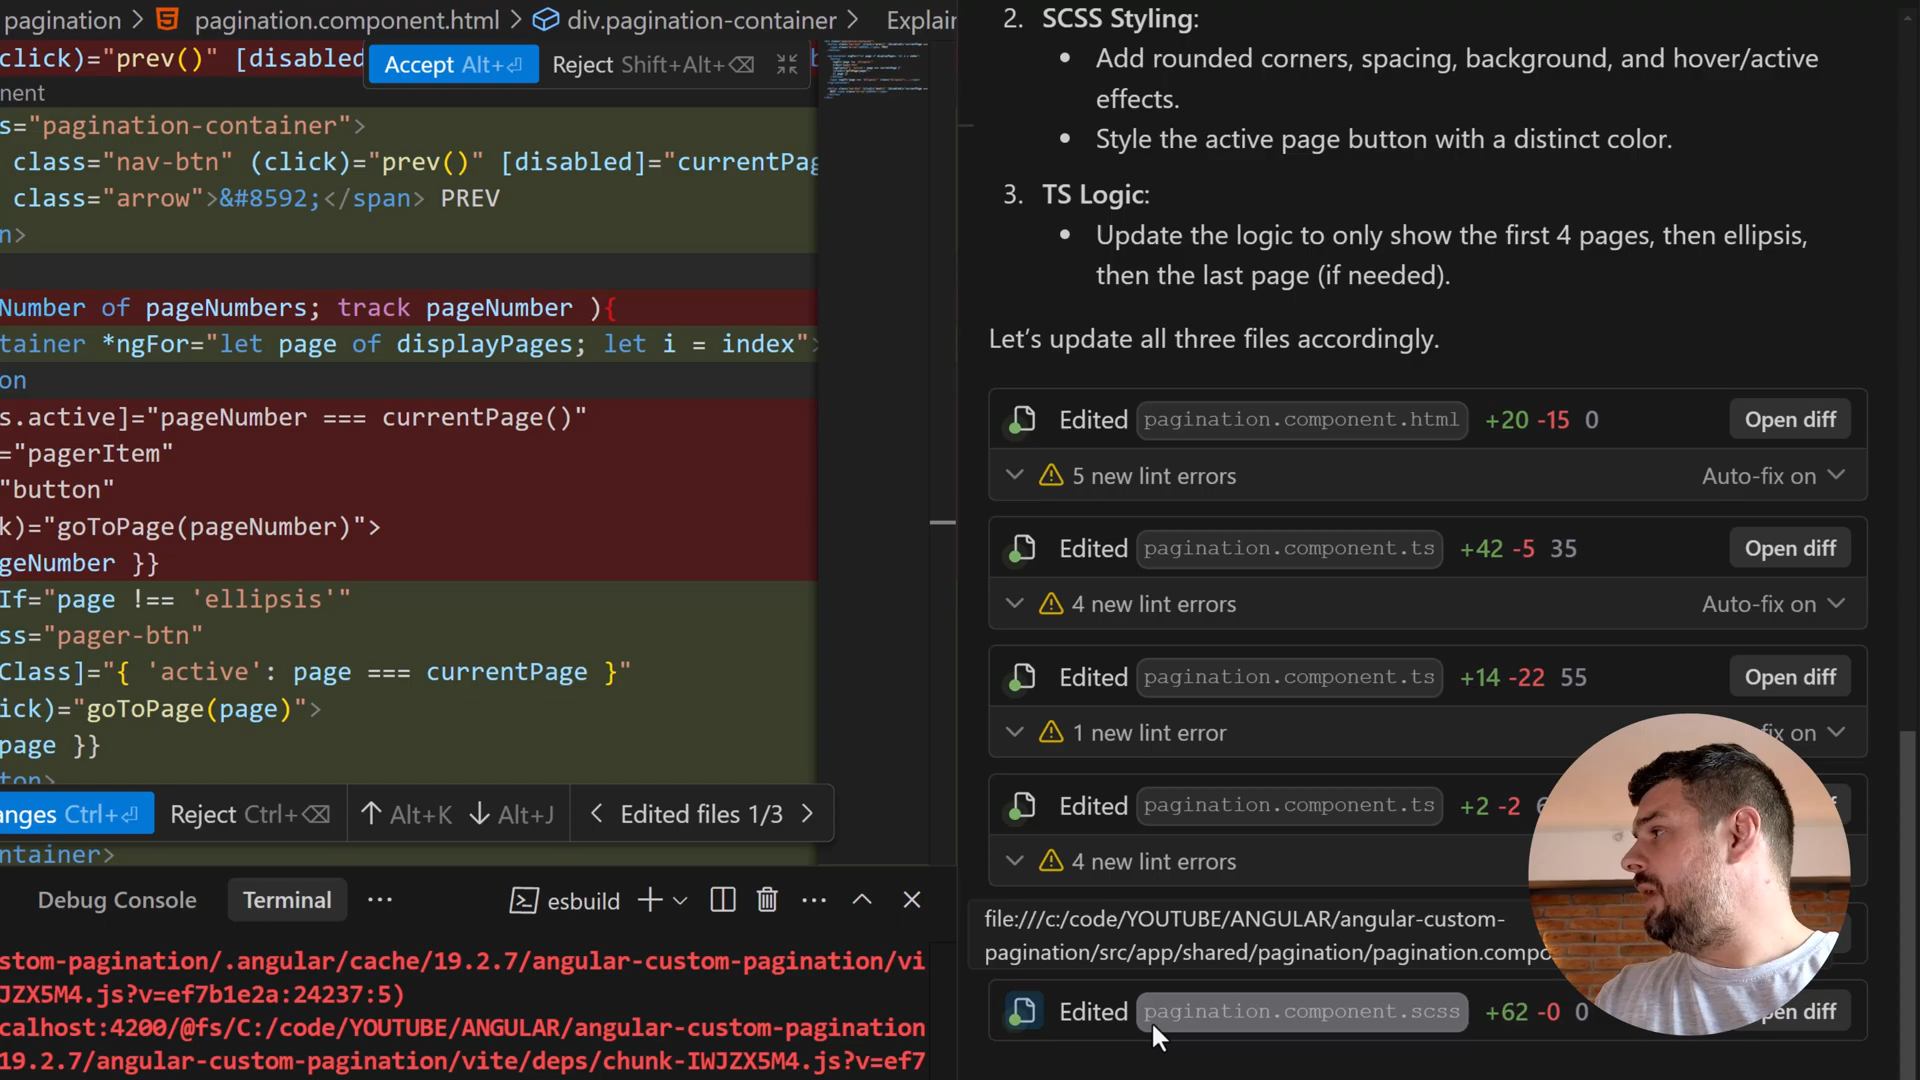 pagination > pagination.component.html > div.pagination-container > Explai
click)="prev()" [disabled
Accept Alt+⏎ Reject Shift+Alt+⌫
nent
s="pagination-container">
class="nav-btn" (click)="prev()" [disabled]="currentPag
class="arrow">&#8592;</span> PREV
n>
Number of pageNumbers; track pageNumber ){
tainer *ngFor="let page of displayPages; let i = index">
on
s.active]="pageNumber === currentPage()"
="pagerItem"
"button"
k)="goToPage(pageNumber)">
geNumber }}
If="page !== 'ellipsis'"
ss="pager-btn"
Class]="{ 'active': page === currentPage }"
ick)="goToPage(page)">
page }}
ton>
anges Ctrl+⏎ Reject Ctrl+⌫ ↑ Alt+K ↓ Alt+J < Edited files 1/3 >
ntainer>
Debug Console Terminal ··· esbuild
stom-pagination/.angular/cache/19.2.7/angular-custom-pagination/vi
JZX5M4.js?v=ef7b1e2a:24237:5)
calhost:4200/@fs/C:/code/YOUTUBE/ANGULAR/angular-custom-pagination
19.2.7/angular-custom-pagination/vite/deps/chunk-IWJZX5M4.js?v=ef7
2. SCSS Styling:
• Add rounded corners, spacing, background, and hover/active
effects.
• Style the active page button with a distinct color.
3. TS Logic:
• Update the logic to only show the first 4 pages, then ellipsis,
then the last page (if needed).
Let’s update all three files accordingly.
Edited pagination.component.html +20 -15 0 Open diff
5 new lint errors Auto-fix on
Edited pagination.component.ts +42 -5 35 Open diff
4 new lint errors Auto-fix on
Edited pagination.component.ts +14 -22 55 Open diff
1 new lint error fix on
Edited pagination.component.ts +2 -2
4 new lint errors
file:///c:/code/YOUTUBE/ANGULAR/angular-custom-
pagination/src/app/shared/pagination/pagination.compo
Edited pagination.component.scss +62 -0 0 en diff